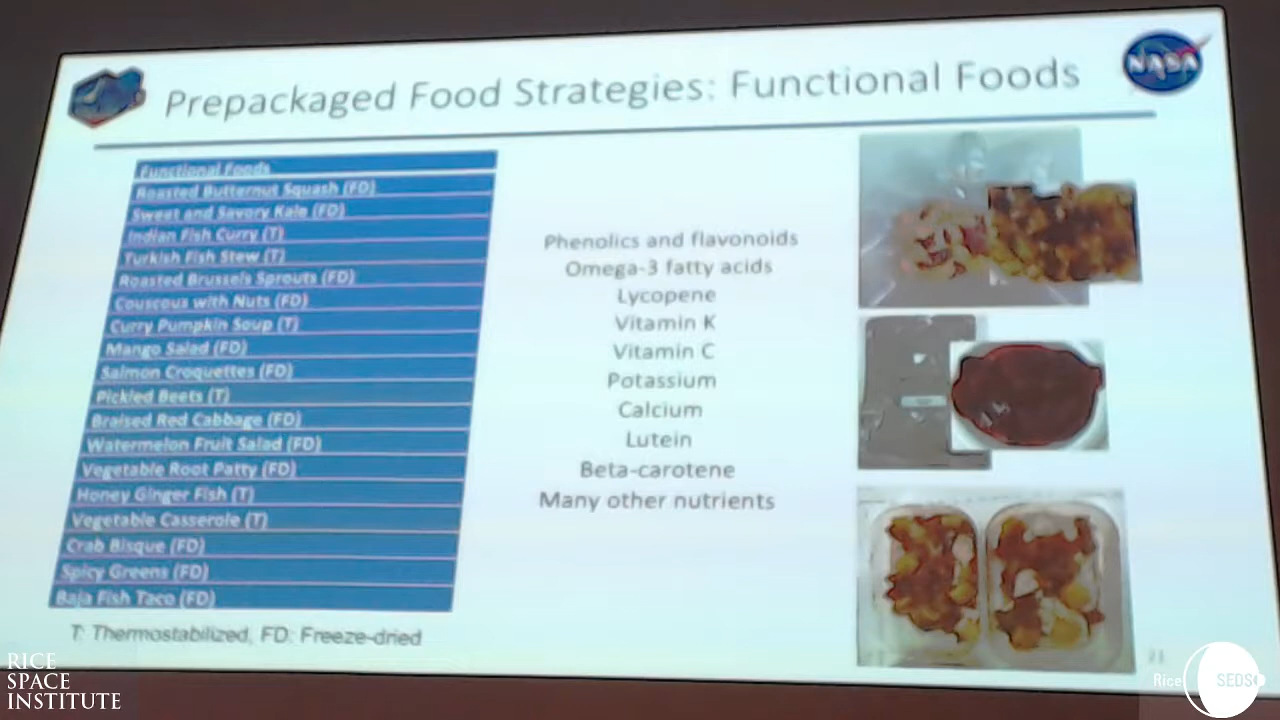 Prepackaged Food Strategies: Functional Foods
NASA
Functional Foods
Roasted Butternut Squash (FD)
Sweet and Savory Kale (FD)
Indian Fish Curry (T)
Turkish Fish Stew (T)
Roasted Brussels Sprouts (FD)
Couscous with Nuts (FD)
Curry Pumpkin Soup (T)
Mango Salad (FD)
Salmon Croquettes (FD)
Pickled Beets (T)
Braised Red Cabbage (FD)
Watermelon Fruit Salad (FD)
Vegetable Root Patty (FD)
Honey Ginger Fish (T)
Vegetable Casserole (T)
Crab Bisque (FD)
Spicy Greens (FD)
Baja Fish Taco (FD)
T: Thermostabilized, FD: Freeze-dried
Phenolics and flavonoids
Omega-3 fatty acids
Lycopene
Vitamin K
Vitamin C
Potassium
Calcium
Lutein
Beta-carotene
Many other nutrients
RICE
SPACE
INSTITUTE
Rice SEDS